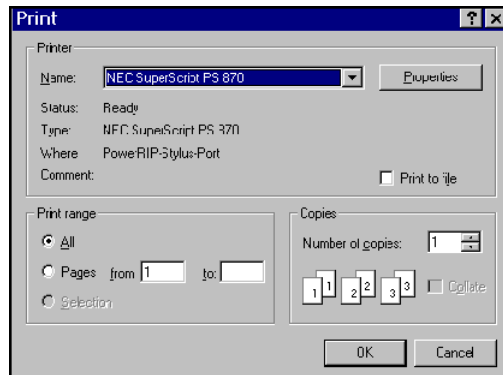 Print
Printer
Name: NEC SuperScript PS 870 Properties
Status: Ready
Type: NEC SuperScript PS 870
Where PowerRIP-Stylus-Port
Comment: Print to file
Print range
All
Pages from 1 to:
Selection
Copies
Number of copies: 1
1 1 2 2 3 3 Collate
OK Cancel